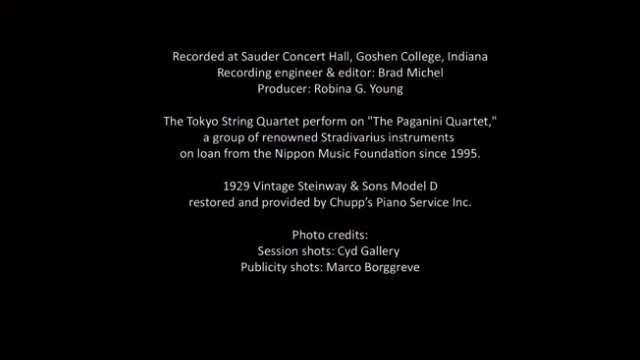 Recorded at Sauder Concert Hall, Goshen College, Indiana
Recording engineer & editor: Brad Michel
Producer: Robina G. Young
The Tokyo String Quartet perform on "The Paganini Quartet,"
a group of renowned Stradivarius instruments
on loan from the Nippon Music Foundation since 1995.
1929 Vintage Steinway & Sons Model D
restored and provided by Chupp's Piano Service Inc.
Photo credits:
Session shots: Cyd Gallery
Publicity shots: Marco Borggreve